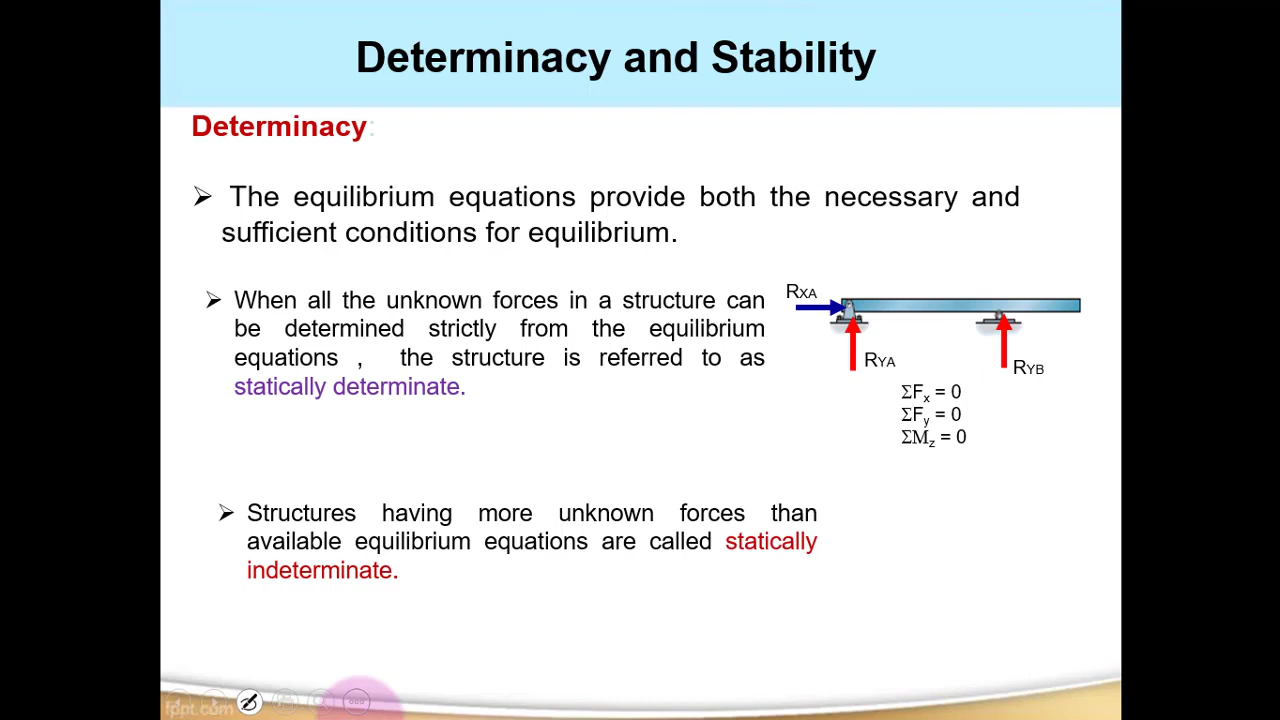 Determinacy and Stability
Determinacy:
➢ The equilibrium equations provide both the necessary and
sufficient conditions for equilibrium.
➢ When all the unknown forces in a structure can
be determined strictly from the equilibrium
equations , the structure is referred to as
statically determinate.
RXA
RYA
RYB
ΣFx = 0
ΣFy = 0
ΣMz = 0
➢ Structures having more unknown forces than
available equilibrium equations are called statically
indeterminate.
fppt.com